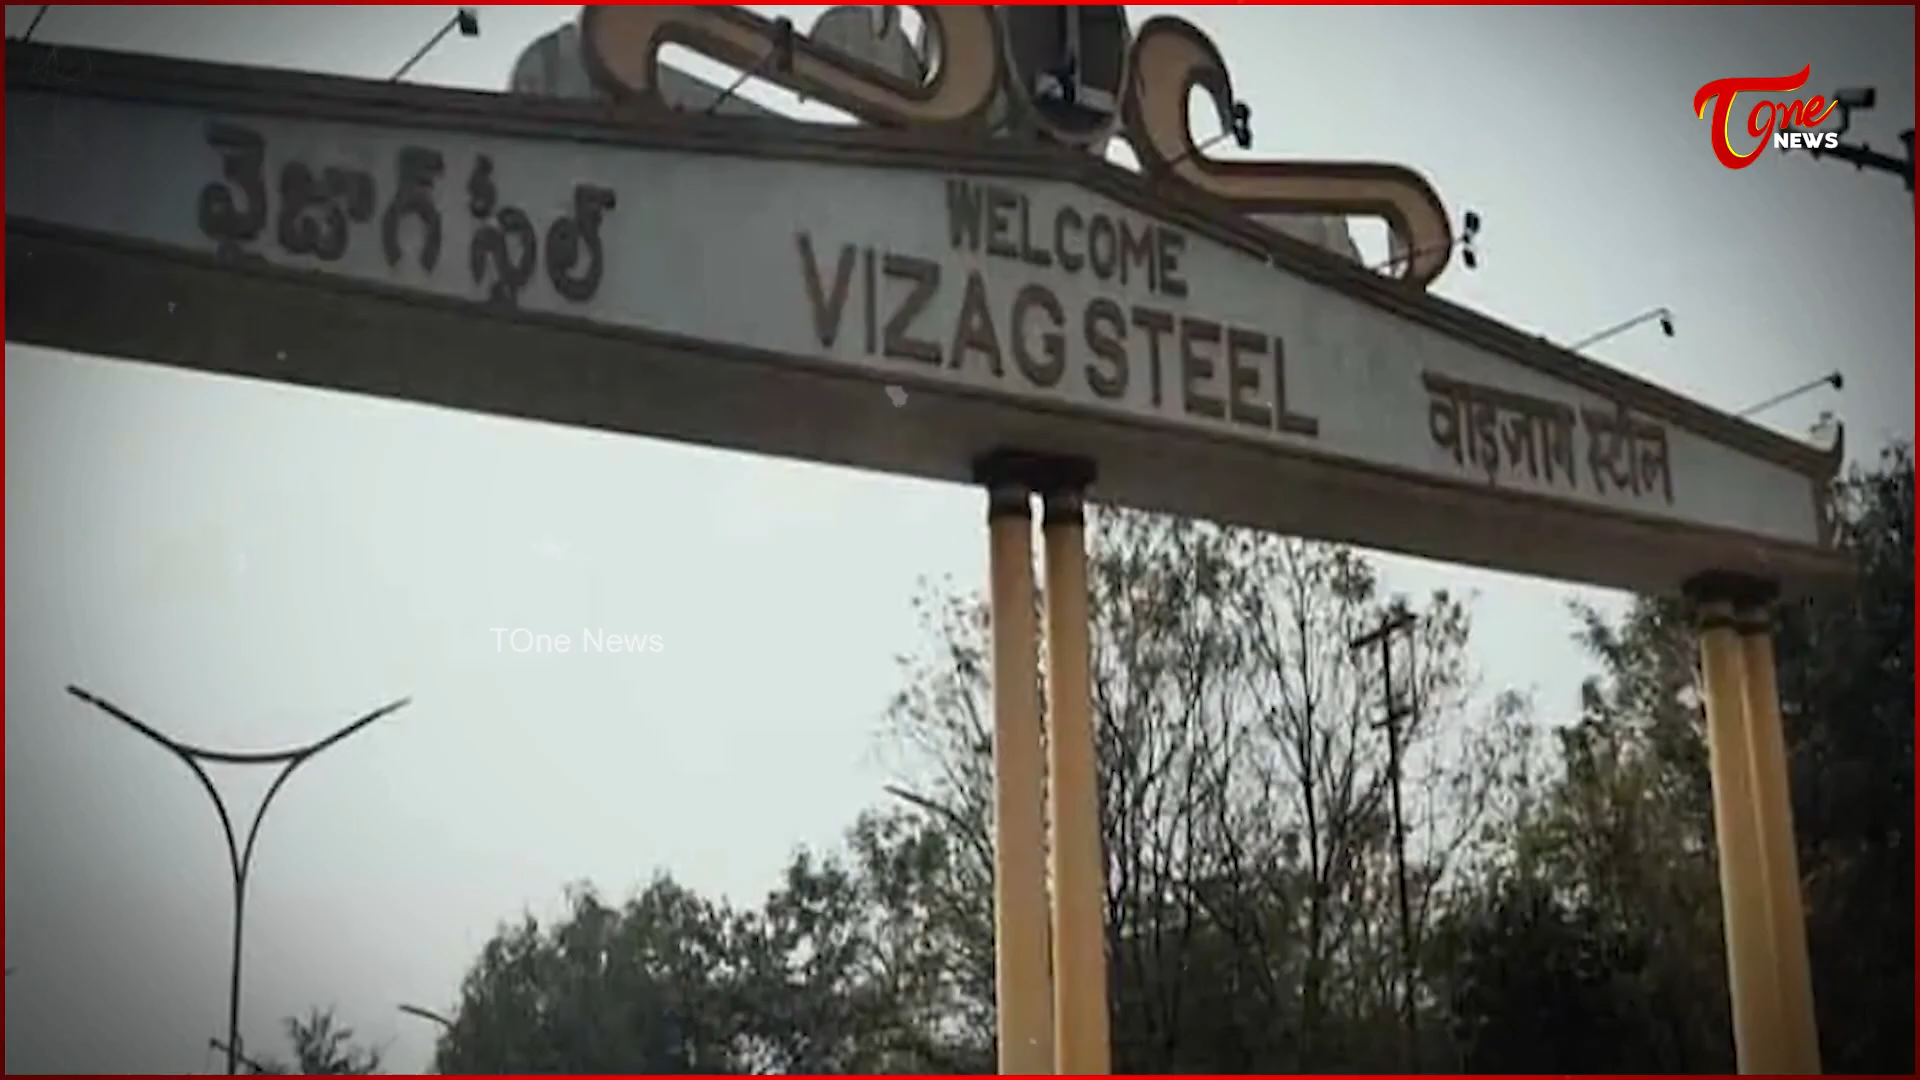 వైజాగ్ స్టీల్
WELCOME
VIZAG STEEL
वाइजाग स्टील
TOne
NEWS
TOne News